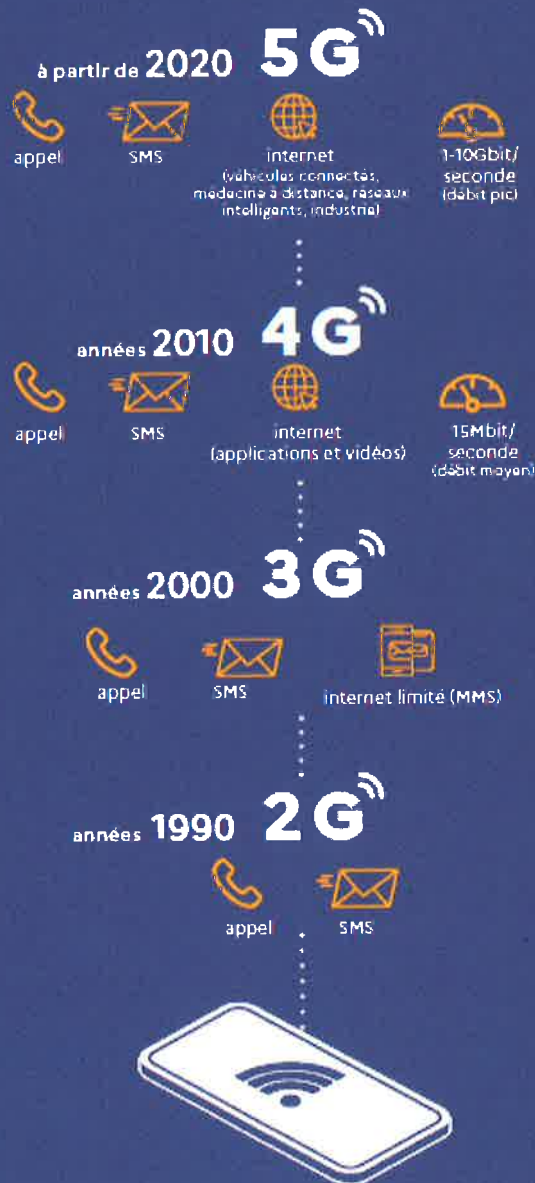 à partir de 2020 5G
appel
SMS
internet
(véhicules connectés,
médecine à distance, réseaux
intelligents, industrie)
1-10Gbit/
seconde
(débit pic)
années 2010 4G
appel
SMS
internet
(applications et vidéos)
15Mbit/
seconde
(débit moyen)
années 2000 3G
appel
SMS
internet limité (MMS)
années 1990 2G
appel
SMS